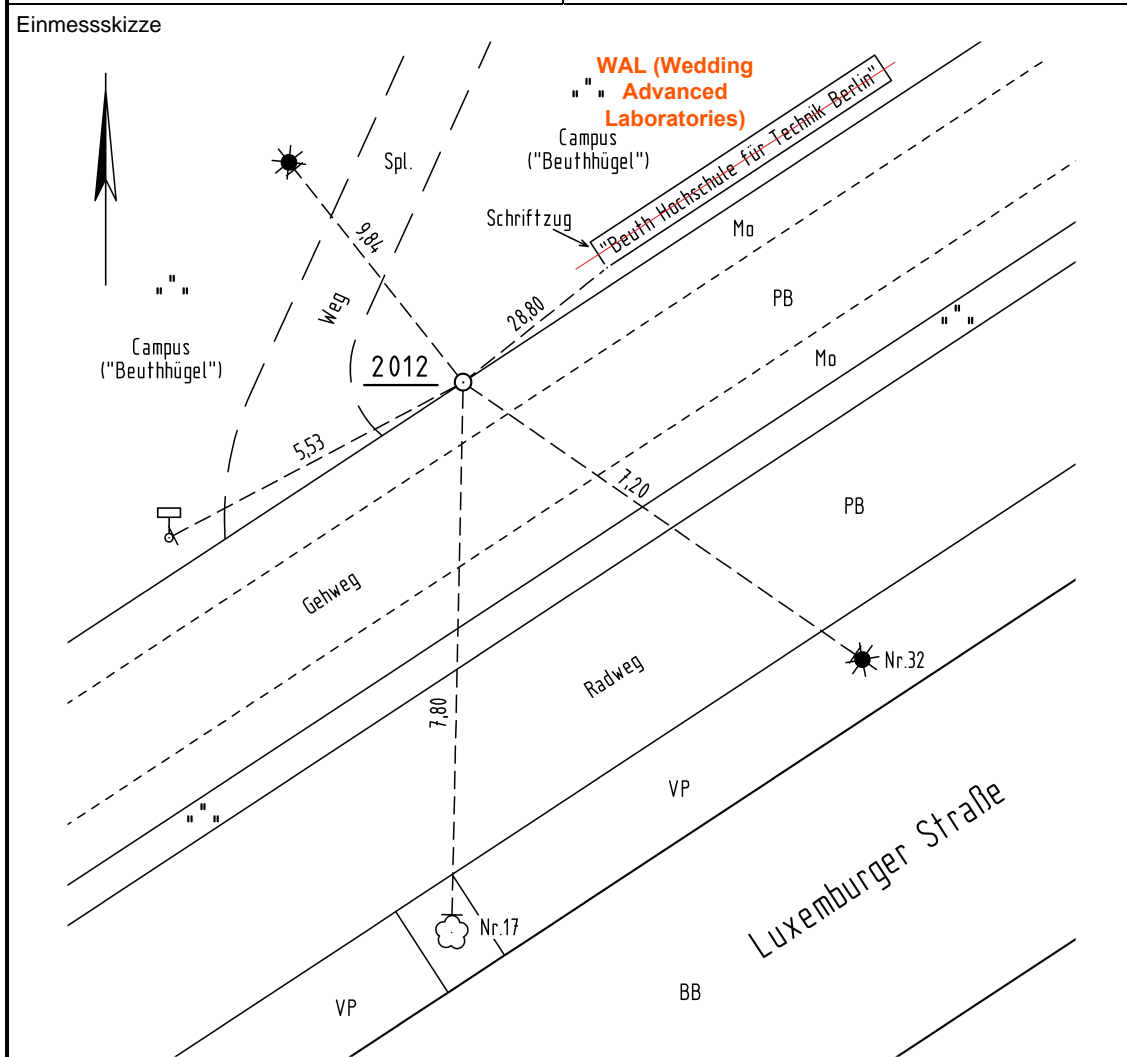 Einmessskizze
WAL (Wedding
Advanced
Laboratories)
Campus
("Beuthhügel")
"Beuth Hochschule für Technik Berlin"
Spl.
Schriftzug
Mo
9,84
PB
Weg
28,80
Campus
("Beuthhügel")
2012
Mo
5,53
7,20
PB
Gehweg
Nr.32
Radweg
7,80
VP
Luxemburger Straße
Nr.17
VP
BB